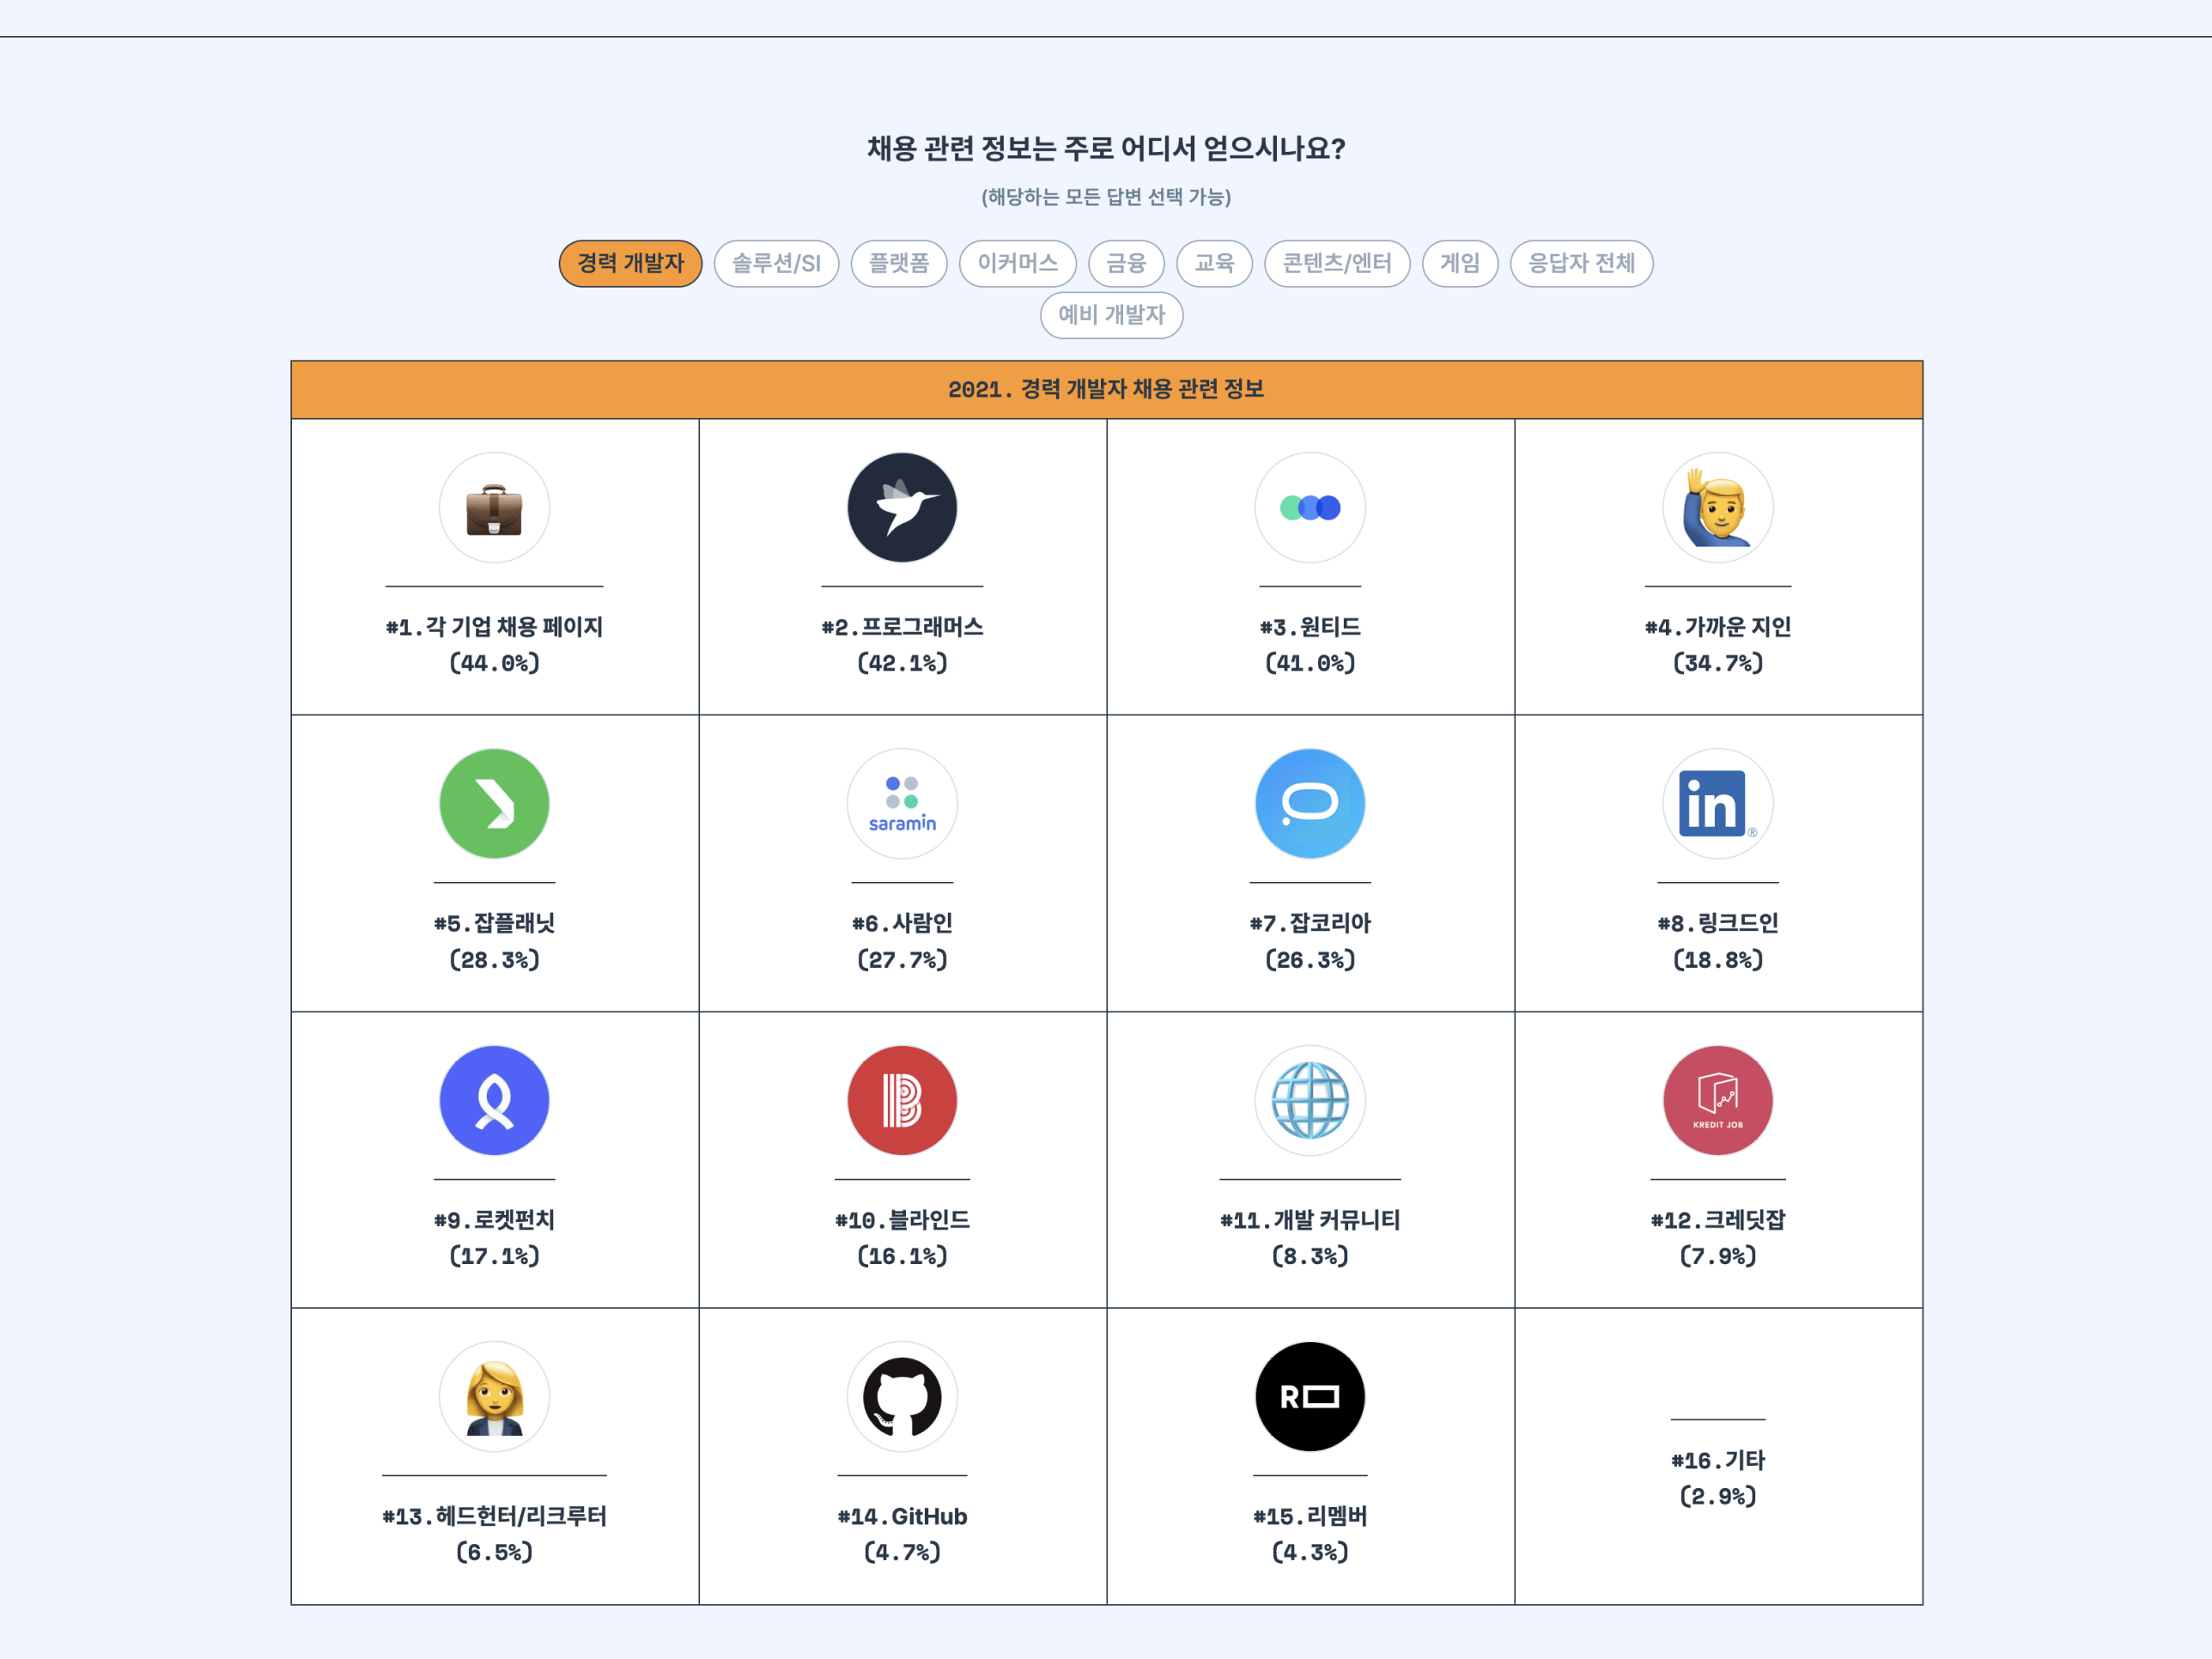 채용 관련 정보는 주로 어디서 얻으시나요?
(해당하는 모든 답변 선택 가능)
경력 개발자 솔루션/SI 플랫폼 이커머스 금융 교육 콘텐츠/엔터 게임 응답자 전체
예비 개발자
2021. 경력 개발자 채용 관련 정보
#1.각 기업 채용 페이지
(44.0%)
#2.프로그래머스
(42.1%)
#3.원티드
(41.0%)
#4.가까운 지인
(34.7%)
#5.잡플래닛
(28.3%)
saramin
#6.사람인
(27.7%)
#7.잡코리아
(26.3%)
in®
#8.링크드인
(18.8%)
#9.로켓펀치
(17.1%)
B
#10.블라인드
(16.1%)
#11.개발 커뮤니티
(8.3%)
KREDIT JOB
#12.크레딧잡
(7.9%)
#13.헤드헌터/리크루터
(6.5%)
#14.GitHub
(4.7%)
R
#15.리멤버
(4.3%)
#16.기타
(2.9%)